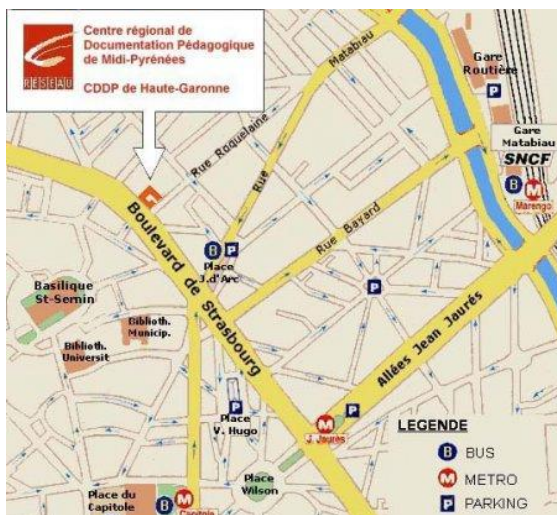 Centre régional de
Documentation Pédagogique
de Midi-Pyrénées
CDDP de Haute-Garonne
RESEAU
Matabiau
Gare
Routière
P
Gare
Matabiau
SNCF
B
M
Marengo
Rue Roquelaine
Rue
Rue Bayard
B
P
Place
J.d'Arc
Boulevard de Strasbourg
P
Basilique
St-Sernin
Biblioth.
Municip.
Biblioth.
Universit
Allées Jean Jaurés
P
Place
V. Hugo
M
P
J. Jaurés
Place
Wilson
Place du
Capitole
B
M
Capitole
LEGENDE
B BUS
M METRO
P PARKING